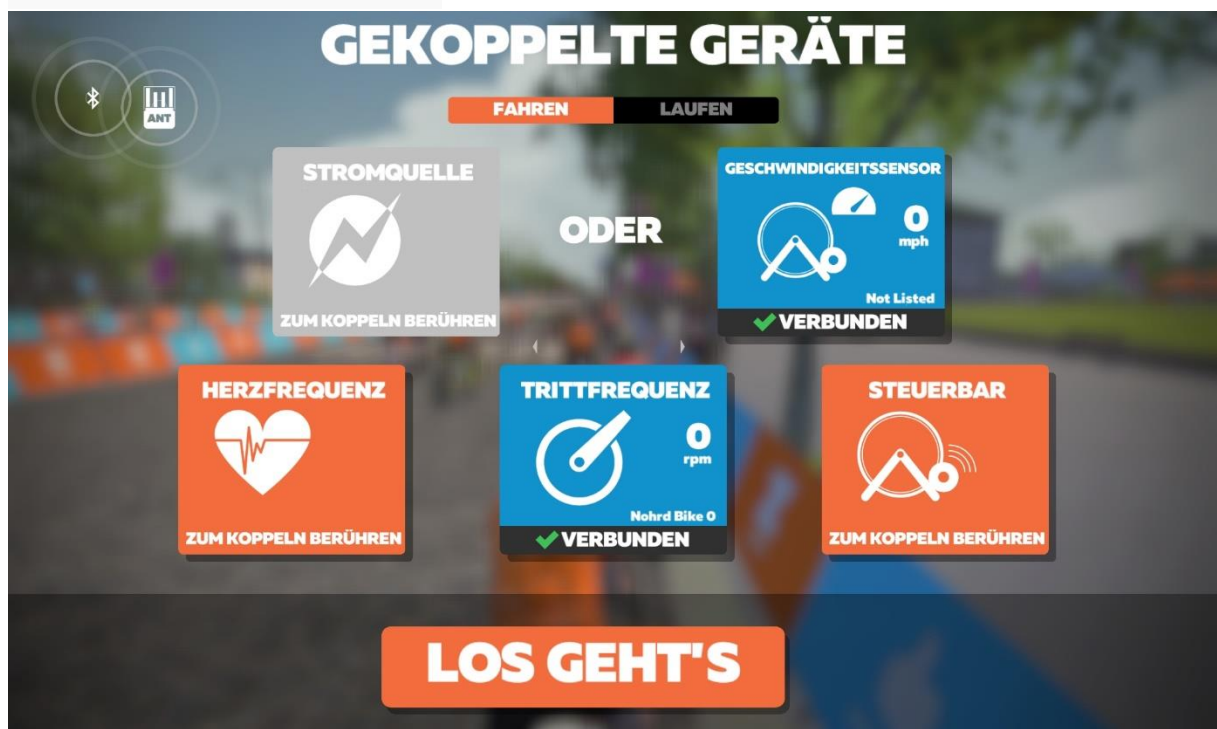 GEKOPPELTE GERÄTE
FAHREN LAUFEN
ANT
STROMQUELLE
ZUM KOPPELN BERÜHREN
ODER
GESCHWINDIGKEITSSENSOR
0
mph
Not Listed
VERBUNDEN
HERZFREQUENZ
ZUM KOPPELN BERÜHREN
TRITTFREQUENZ
0
rpm
Nohrd Bike 0
VERBUNDEN
STEUERBAR
ZUM KOPPELN BERÜHREN
LOS GEHT'S